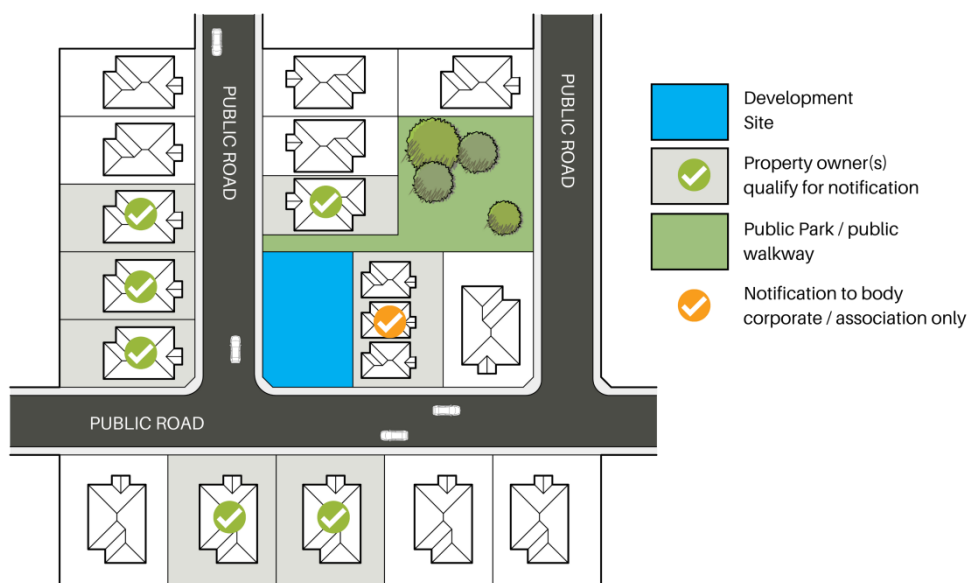 PUBLIC ROAD
PUBLIC ROAD
PUBLIC ROAD
Development
Site
Property owner(s)
qualify for notification
Public Park / public
walkway
Notification to body
corporate / association only